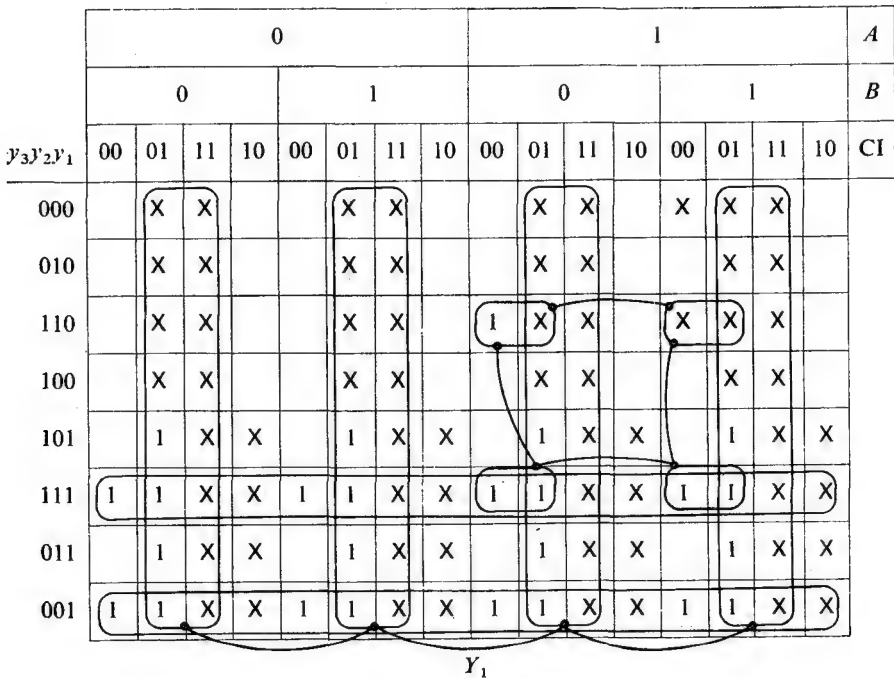 0 1 A
0 1 0 1 B
y₃y₂y₁ 00 01 11 10 00 01 11 10 00 01 11 10 00 01 11 10 CI
000 X X X X X X X X X
010 X X X X X X X X
110 X X X X 1 X X X X X
100 X X X X X X X X
101 1 X X 1 X X 1 X X 1 X X
111 1 1 X X 1 1 X X 1 1 X X 1 1 X X
011 1 X X 1 X X 1 X X 1 X X
001 1 1 X X 1 1 X X 1 1 X X 1 1 X X
Y₁